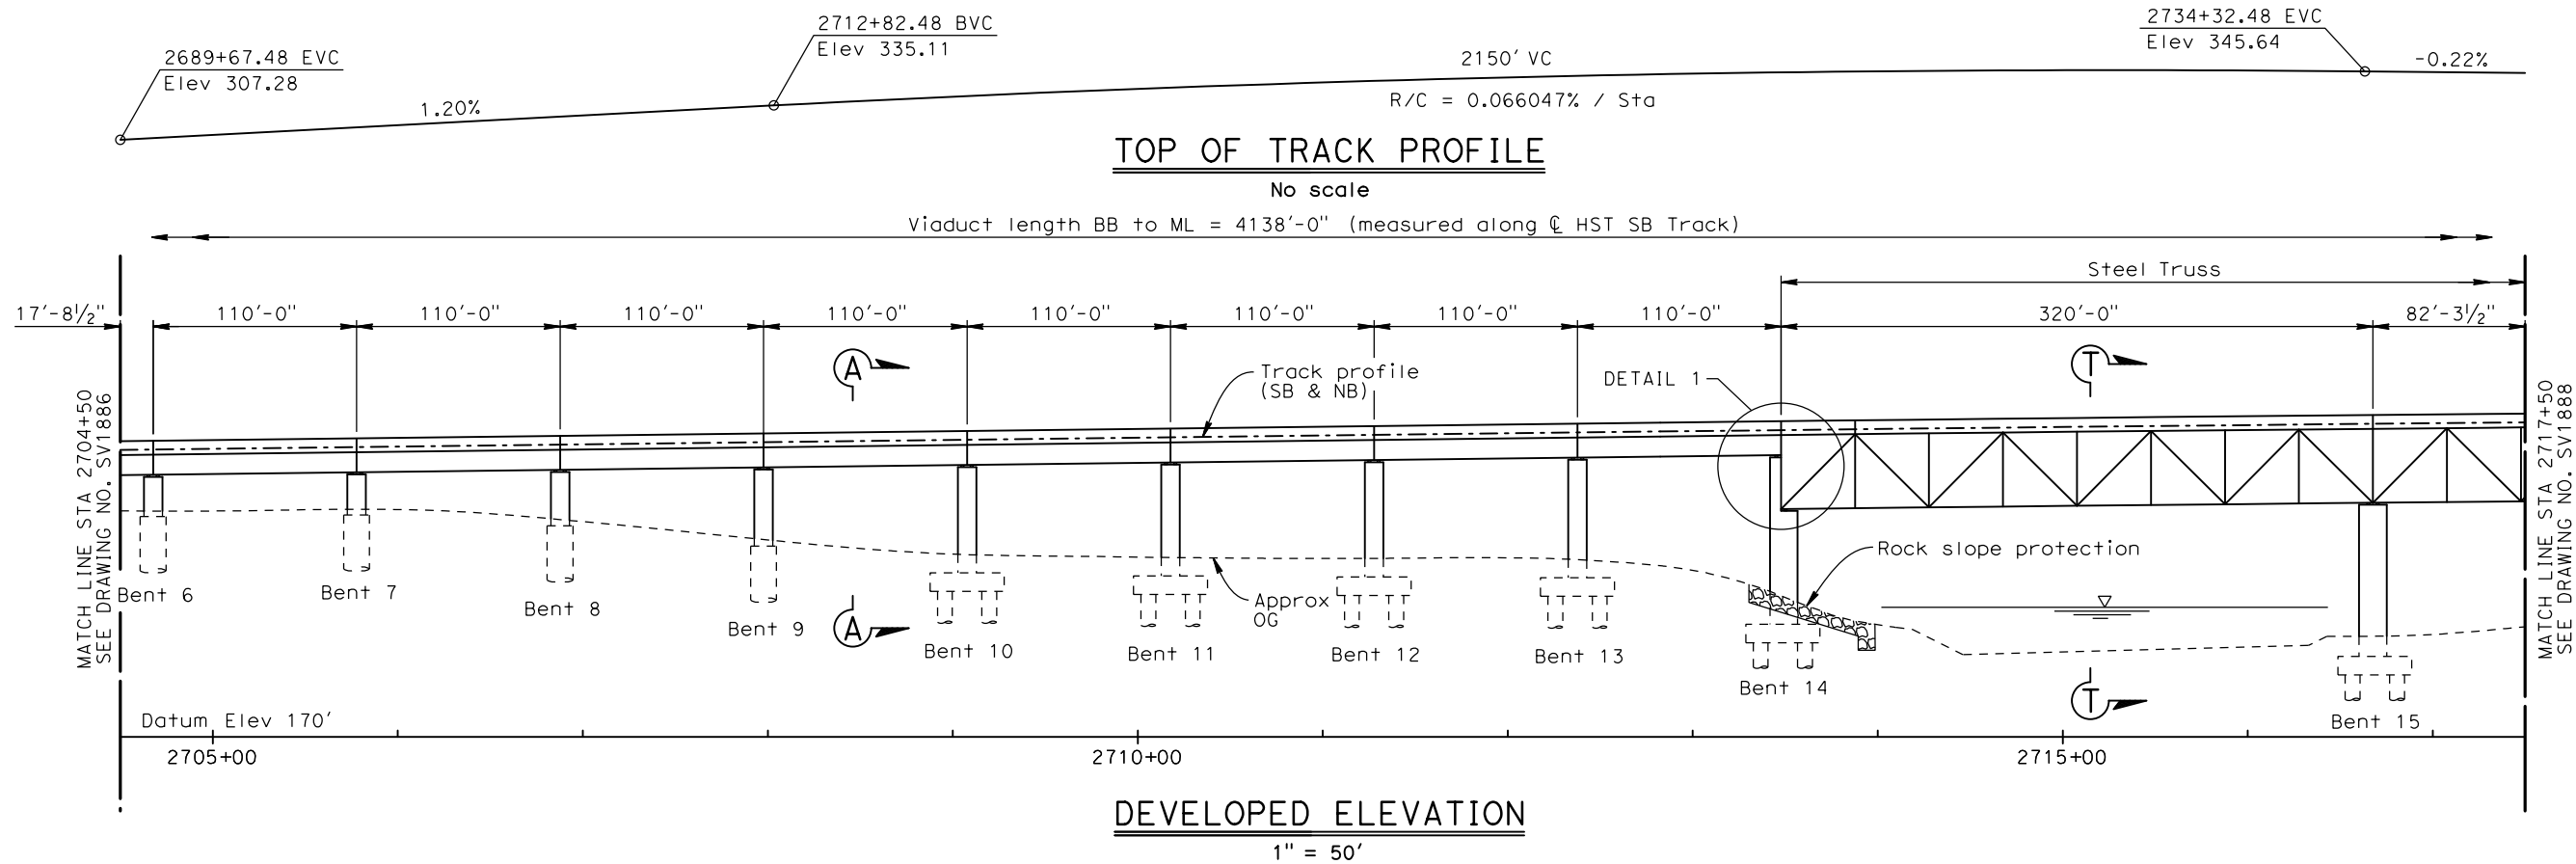 2689+67.48 EVC
Elev 307.28
1.20%
2712+82.48 BVC
Elev 335.11
2150' VC
R/C = 0.066047% / Sta
2734+32.48 EVC
Elev 345.64
-0.22%
TOP OF TRACK PROFILE
No scale
Viaduct length BB to ML = 4138'-0" (measured along ℄ HST SB Track)
Steel Truss
17'-8½"
110'-0"
110'-0"
110'-0"
110'-0"
110'-0"
110'-0"
110'-0"
110'-0"
320'-0"
82'-3½"
A
Track profile
(SB & NB)
DETAIL 1
T
MATCH LINE STA 2704+50
SEE DRAWING NO. SV1886
MATCH LINE STA 2717+50
SEE DRAWING NO. SV1888
Rock slope protection
Approx
OG
A
T
Bent 6
Bent 7
Bent 8
Bent 9
Bent 10
Bent 11
Bent 12
Bent 13
Bent 14
Bent 15
Datum Elev 170'
2705+00
2710+00
2715+00
DEVELOPED ELEVATION
1" = 50'